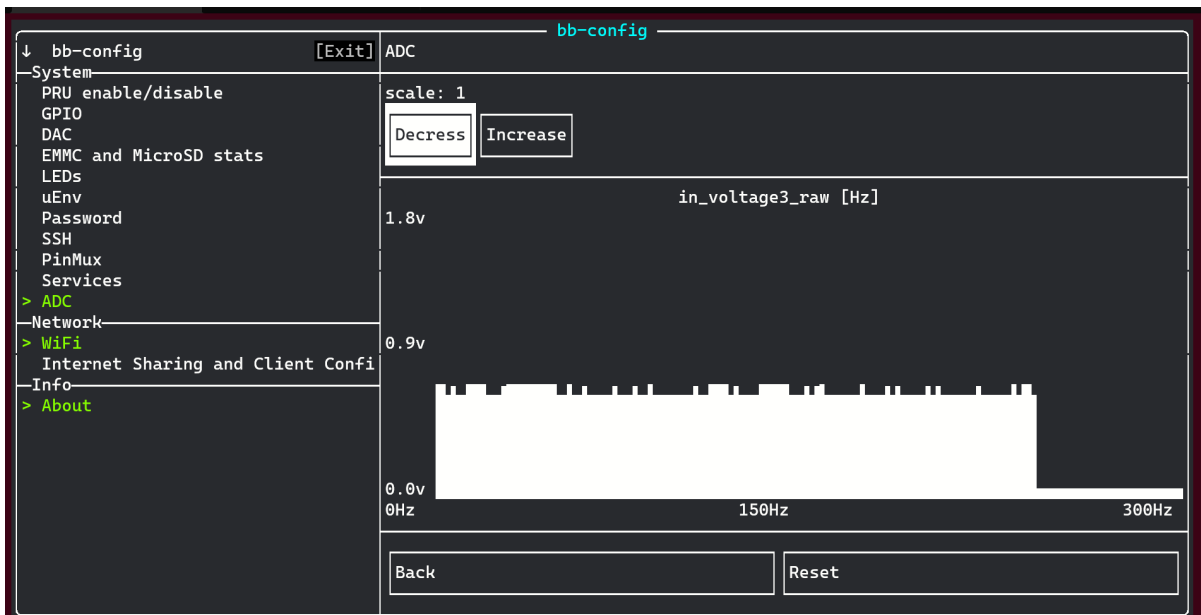 bb-config
↓ bb-config [Exit]
System
PRU enable/disable
GPIO
DAC
EMMC and MicroSD stats
LEDs
uEnv
Password
SSH
PinMux
Services
> ADC
Network
> WiFi
Internet Sharing and Client Confi
Info
> About
ADC
scale: 1
Decress Increase
in_voltage3_raw [Hz]
1.8v
0.9v
0.0v
0Hz 150Hz 300Hz
Back Reset